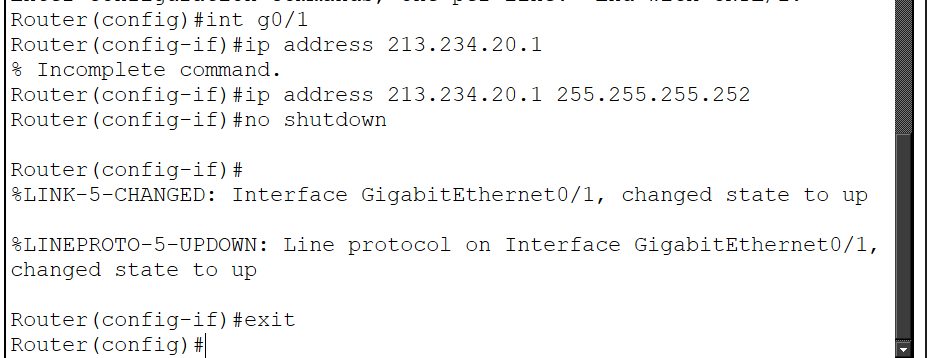 Router(config)#int g0/1
Router(config-if)#ip address 213.234.20.1
% Incomplete command.
Router(config-if)#ip address 213.234.20.1 255.255.255.252
Router(config-if)#no shutdown
Router(config-if)#
%LINK-5-CHANGED: Interface GigabitEthernet0/1, changed state to up
%LINEPROTO-5-UPDOWN: Line protocol on Interface GigabitEthernet0/1,
changed state to up
Router(config-if)#exit
Router(config)#